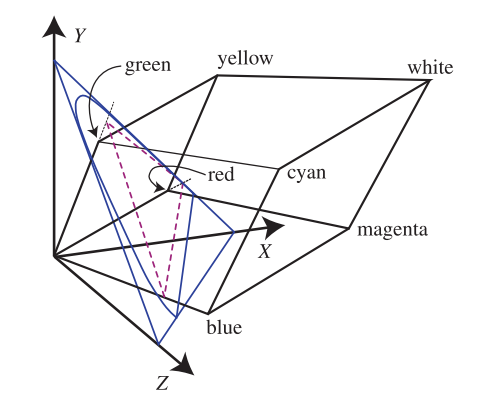 Y
green
yellow
white
cyan
red
magenta
X
blue
Z